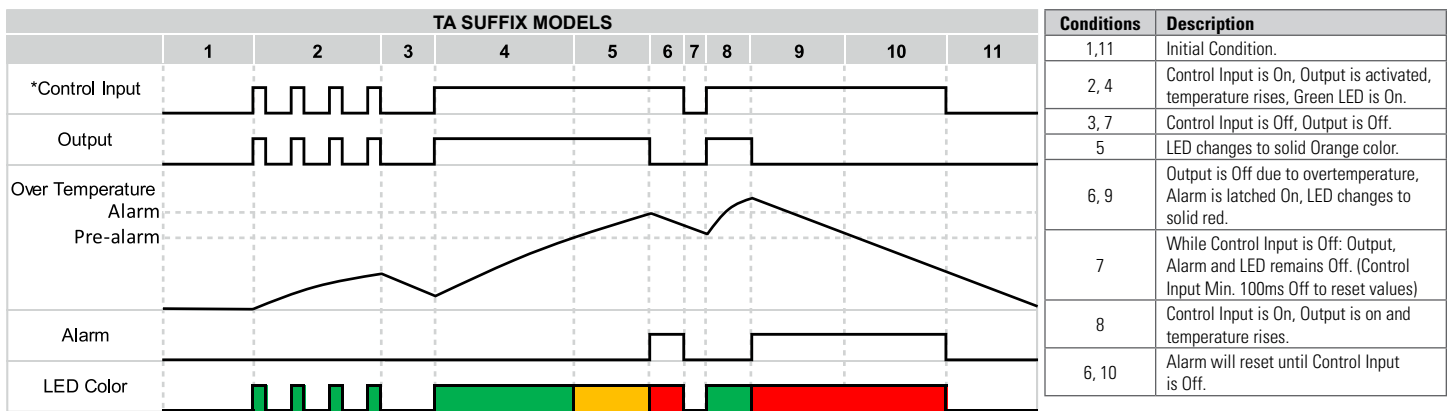 TA SUFFIX MODELS
1 2 3 4 5 6 7 8 9 10 11
*Control Input
Output
Over Temperature
Alarm
Pre-alarm
Alarm
LED Color
Conditions Description
1,11 Initial Condition.
2, 4 Control Input is On, Output is activated,
temperature rises, Green LED is On.
3, 7 Control Input is Off, Output is Off.
5 LED changes to solid Orange color.
6, 9 Output is Off due to overtemperature,
Alarm is latched On, LED changes to
solid red.
7 While Control Input is Off: Output,
Alarm and LED remains Off. (Control
Input Min. 100ms Off to reset values)
8 Control Input is On, Output is on and
temperature rises.
6, 10 Alarm will reset until Control Input
is Off.